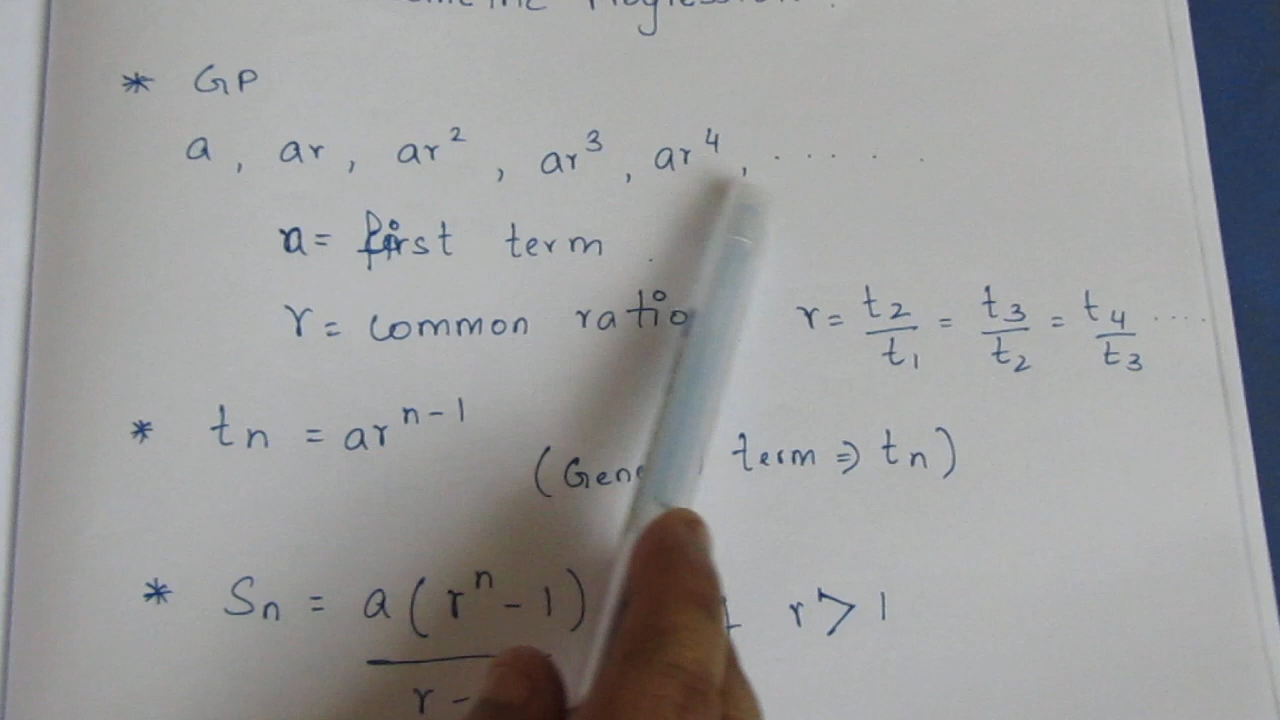 * GP
a, ar, ar², ar³, ar⁴, ......
a = first term
r = common ratio r = t₂/t₁ = t₃/t₂ = t₄/t₃ ....
* tₙ = arⁿ⁻¹
term ⇒ tₙ)
* Sₙ = a(rⁿ - 1) r > 1
r -